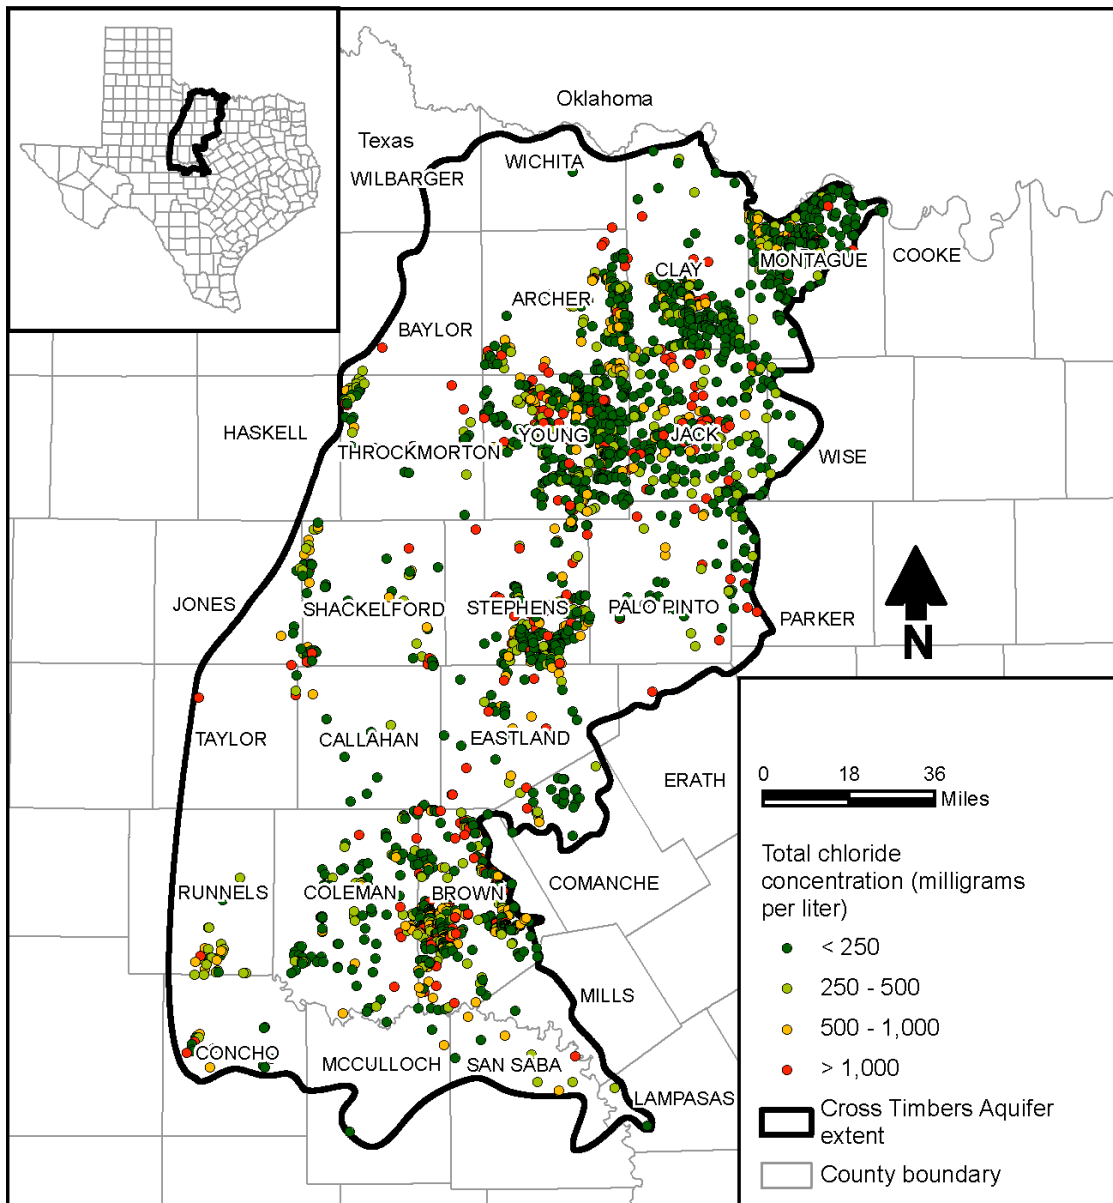 Oklahoma
Texas
WICHITA
WILBARGER
COOKE
MONTAGUE
CLAY
ARCHER
BAYLOR
HASKELL
YOUNG
JACK
THROCKMORTON
WISE
JONES
SHACKELFORD
STEPHENS
PALO PINTO
PARKER
N
TAYLOR
CALLAHAN
EASTLAND
ERATH
RUNNELS
COLEMAN
BROWN
COMANCHE
MILLS
CONCHO
MCCULLOCH
SAN SABA
LAMPASAS
0 18 36
Miles
Total chloride
concentration (milligrams
per liter)
< 250
250 - 500
500 - 1,000
> 1,000
Cross Timbers Aquifer
extent
County boundary